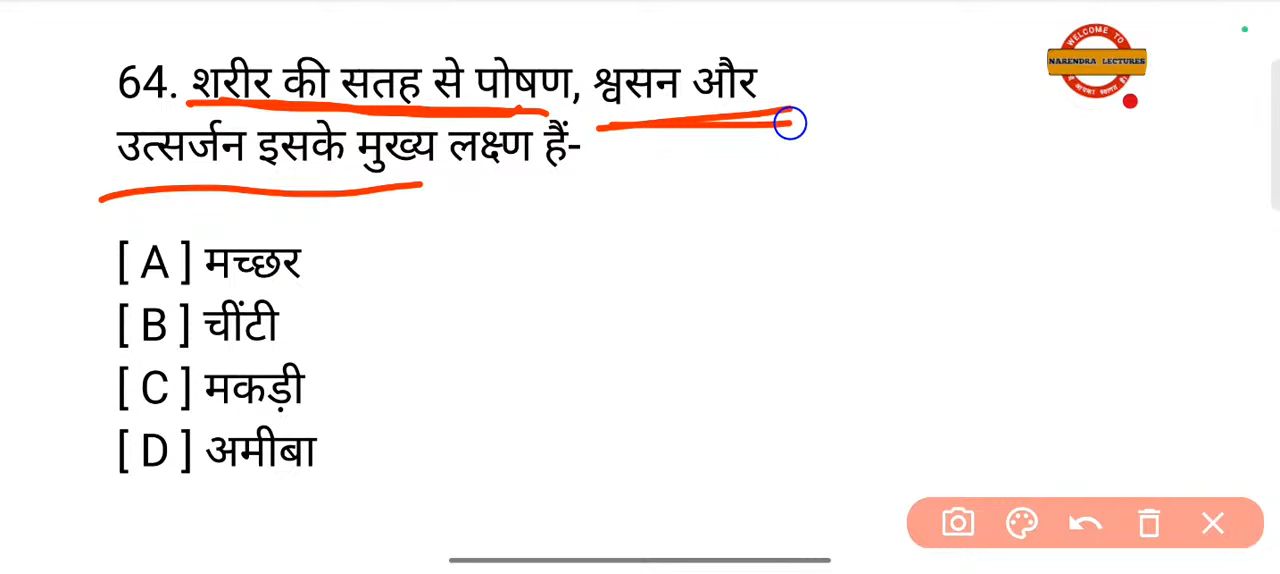 64. शरीर की सतह से पोषण, श्वसन और
उत्सर्जन इसके मुख्य लक्ष्ण हैं-
[ A ] मच्छर
[ B ] चींटी
[ C ] मकड़ी
[ D ] अमीबा
WELCOME TO
NARENDRA LECTURES